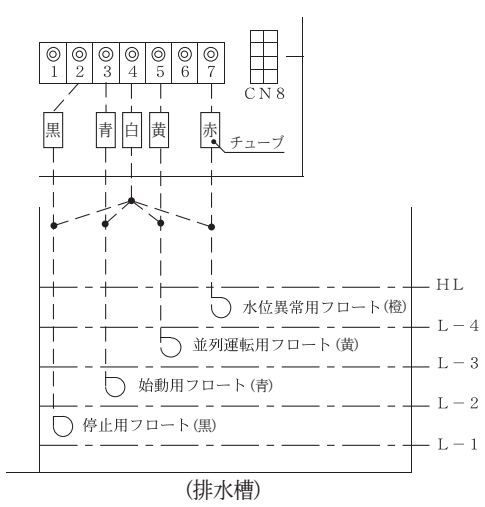 1 2 3 4 5 6 7
CN8
黒 青 白 黄 赤
チューブ
HL
水位異常用フロート(橙)
L-4
並列運転用フロート(黄)
L-3
始動用フロート(青)
L-2
停止用フロート(黒)
L-1
(排水槽)